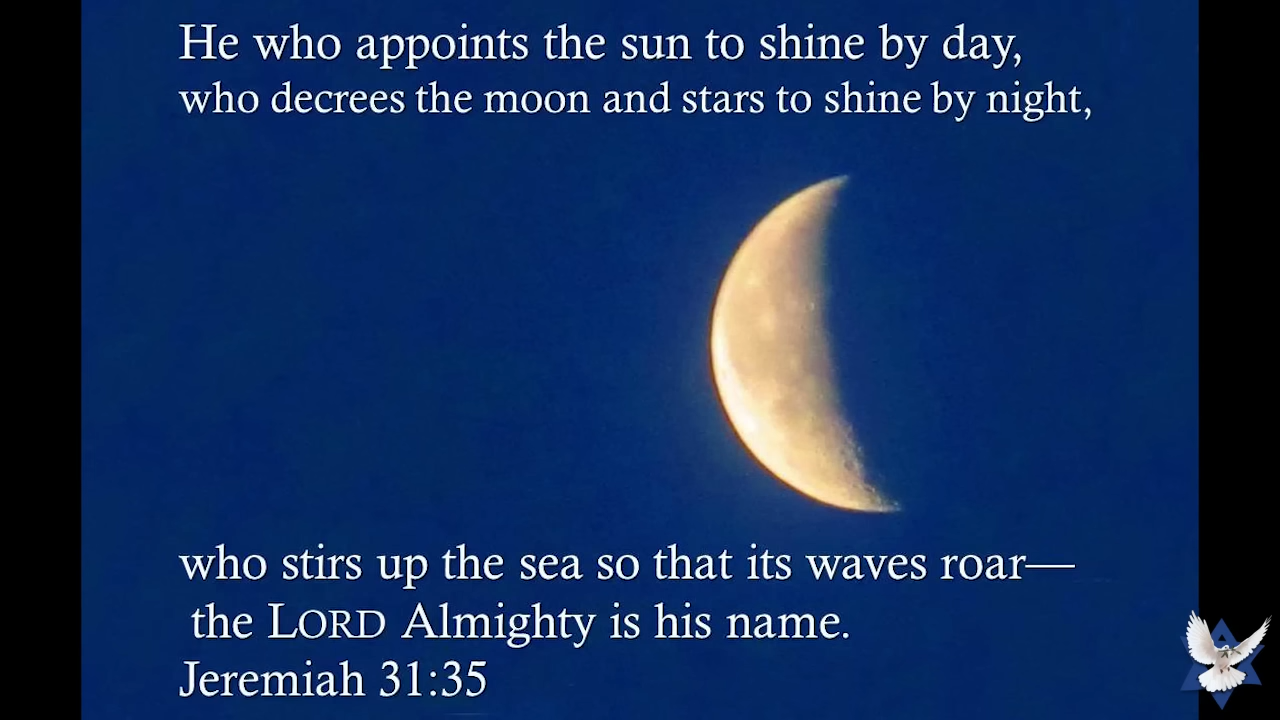 He who appoints the sun to shine by day,
who decrees the moon and stars to shine by night,
who stirs up the sea so that its waves roar—
the LORD Almighty is his name.
Jeremiah 31:35